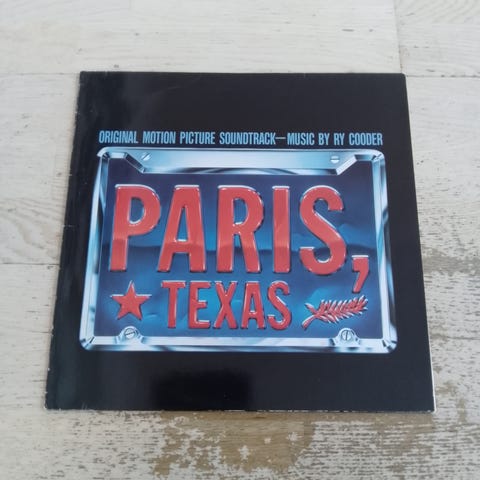 ORIGINAL MOTION PICTURE SOUNDTRACK—MUSIC BY RY COODER
PARIS,
TEXAS